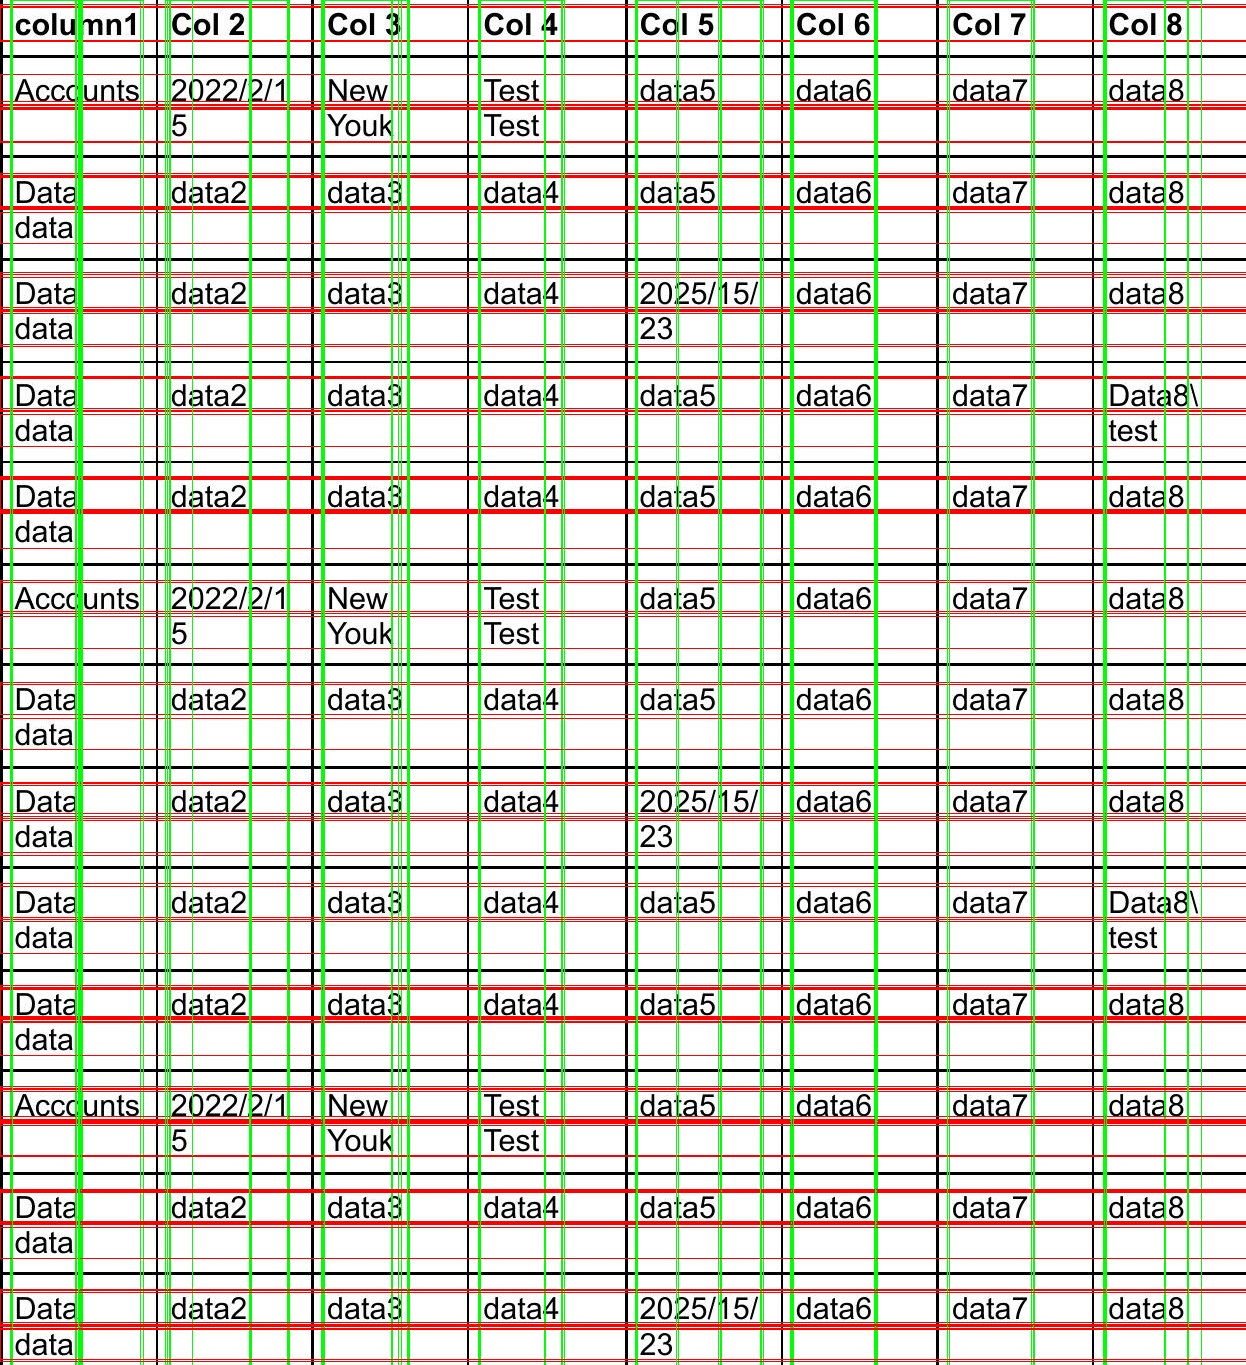 column1 Col 2 Col 3 Col 4 Col 5 Col 6 Col 7 Col 8
Accounts 2022/2/1 New Test data5 data6 data7 data8
5 Youk Test
Data data2 data3 data4 data5 data6 data7 data8
data
Data data2 data3 data4 2025/15/ data6 data7 data8
data 23
Data data2 data3 data4 data5 data6 data7 Data8\
data test
Data data2 data3 data4 data5 data6 data7 data8
data
Accounts 2022/2/1 New Test data5 data6 data7 data8
5 Youk Test
Data data2 data3 data4 data5 data6 data7 data8
data
Data data2 data3 data4 2025/15/ data6 data7 data8
data 23
Data data2 data3 data4 data5 data6 data7 Data8\
data test
Data data2 data3 data4 data5 data6 data7 data8
data
Accounts 2022/2/1 New Test data5 data6 data7 data8
5 Youk Test
Data data2 data3 data4 data5 data6 data7 data8
data
Data data2 data3 data4 2025/15/ data6 data7 data8
data 23